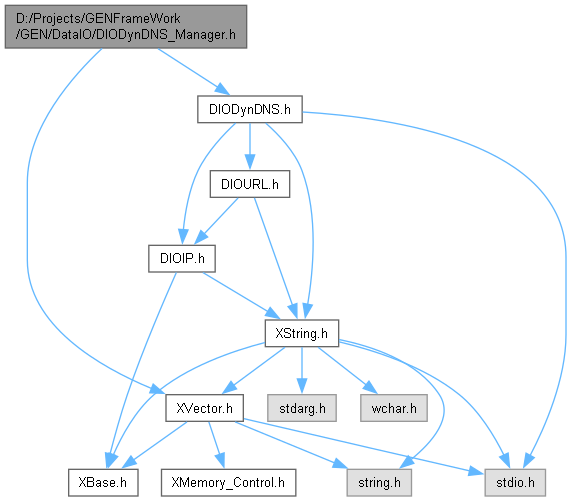 D:/Projects/GENFrameWork
/GEN/DataIO/DIODynDNS_Manager.h
DIODynDNS.h
DIOURL.h
DIOIP.h
XString.h
XVector.h
stdarg.h
wchar.h
XBase.h
XMemory_Control.h
string.h
stdio.h